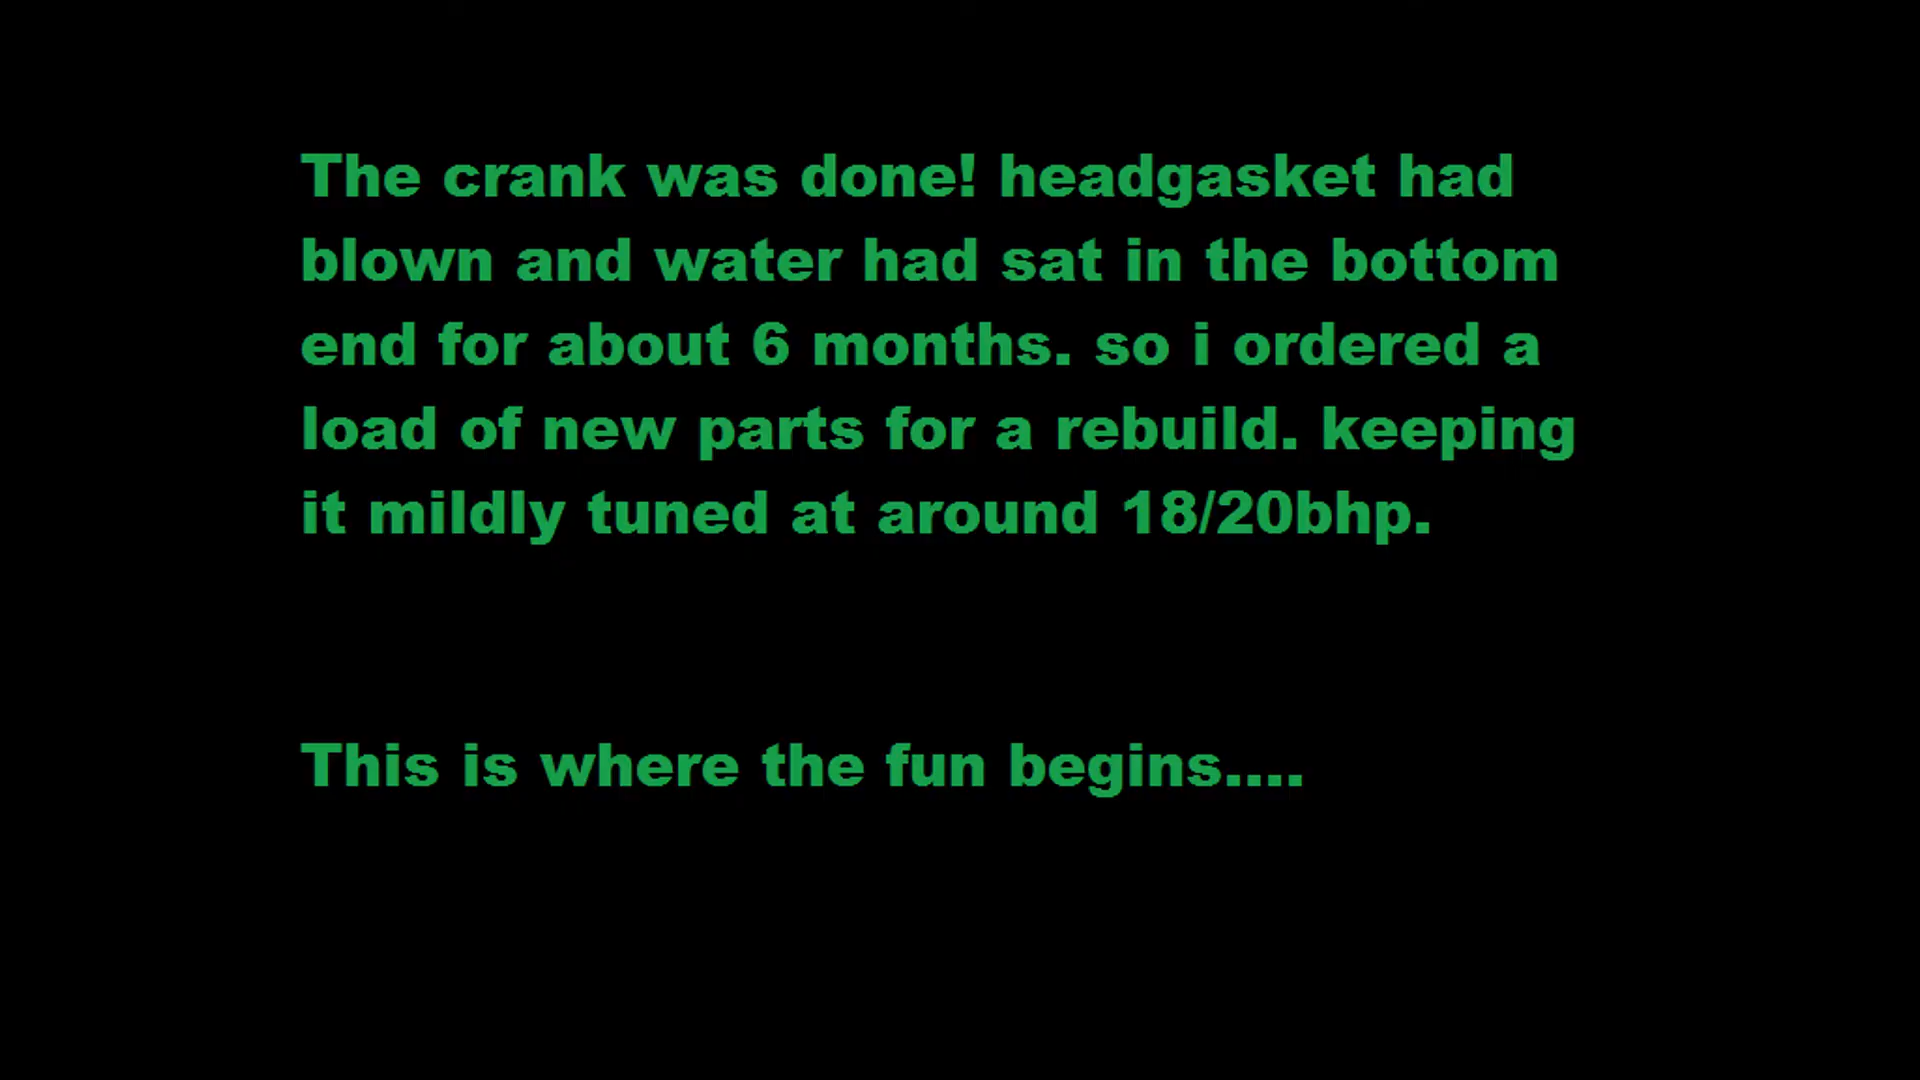 The crank was done! headgasket had
blown and water had sat in the bottom
end for about 6 months. so i ordered a
load of new parts for a rebuild. keeping
it mildly tuned at around 18/20bhp.
This is where the fun begins....